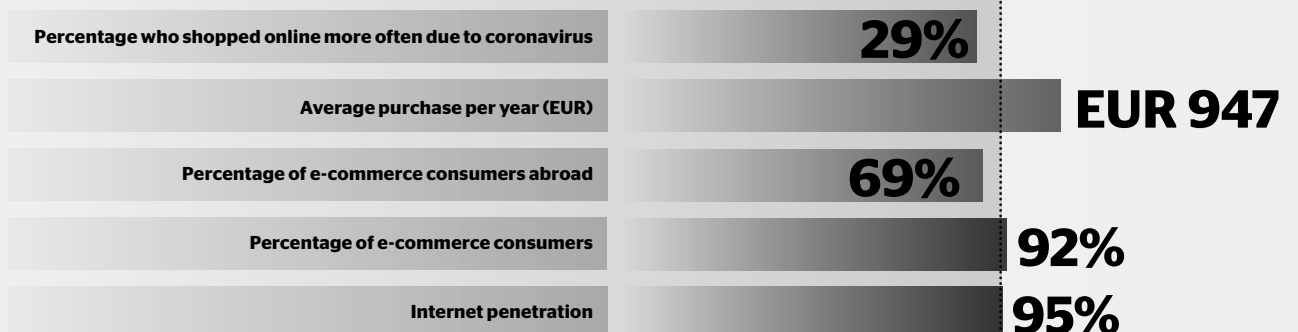 Percentage who shopped online more often due to coronavirus 29%
Average purchase per year (EUR) EUR 947
Percentage of e-commerce consumers abroad 69%
Percentage of e-commerce consumers 92%
Internet penetration 95%